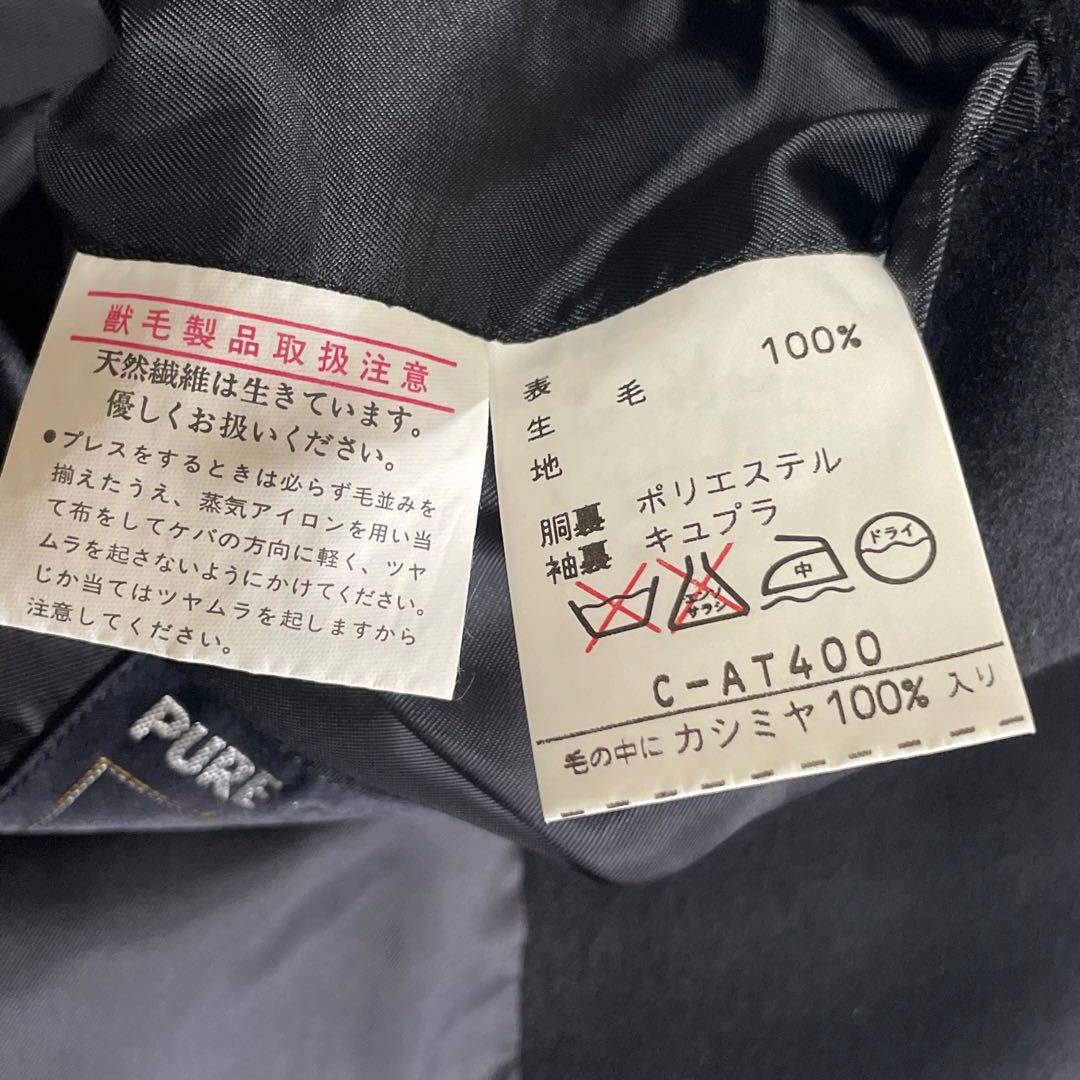 獣毛製品取扱注意
天然繊維は生きています。
優しくお扱いください。
●プレスをするときは必らず毛並みを
揃えたうえ、蒸気アイロンを用い当
て布をしてケバの方向に軽く、ツヤ
ムラを起さないようにかけてください。
じか当てはツヤムラを起しますから
注意してください。
PURE
表生地 毛 100%
胴裏 ポリエステル
袖裏 キュプラ
エンソサラシ
中
ドライ
C-AT400
毛の中にカシミヤ100%入り